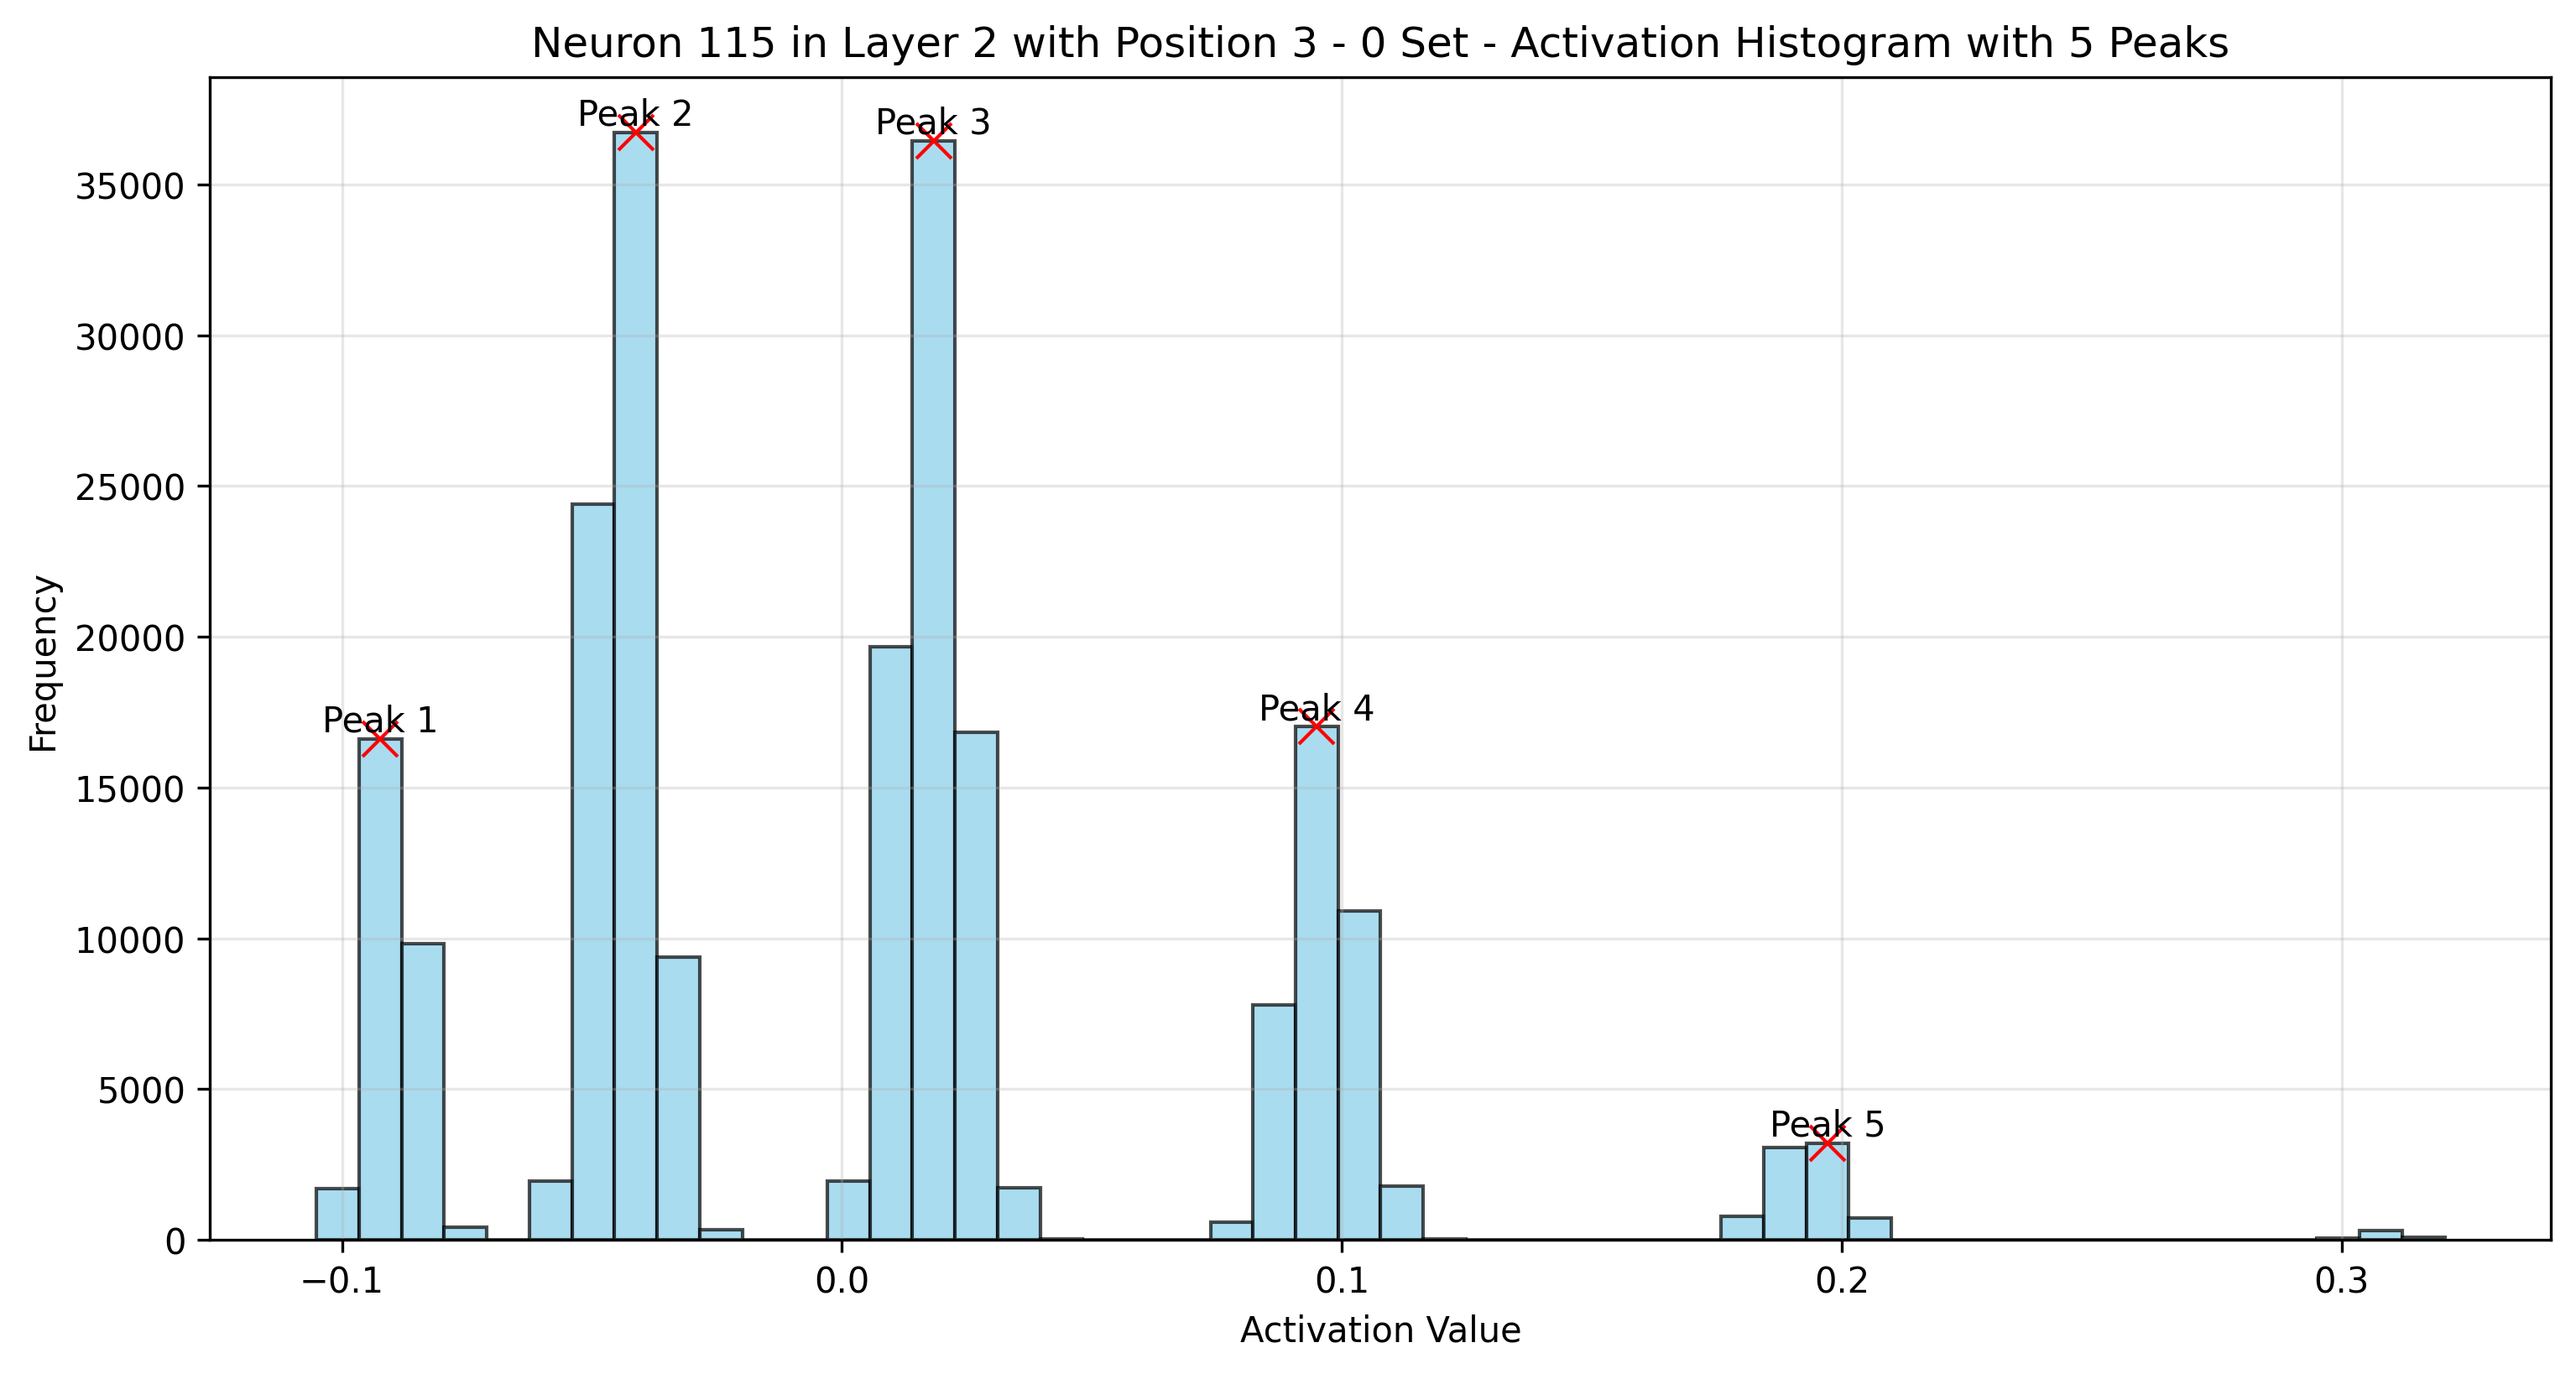 Neuron 115 in Layer 2 with Position 3 - 0 Set - Activation Histogram with 5 Peaks
Peak 2
Peak 3
35000
30000
25000
20000
Frequency
Peak 1
Peak 4
15000
10000
5000
Peak 5
0
−0.1 0.0 0.1 0.2 0.3
Activation Value